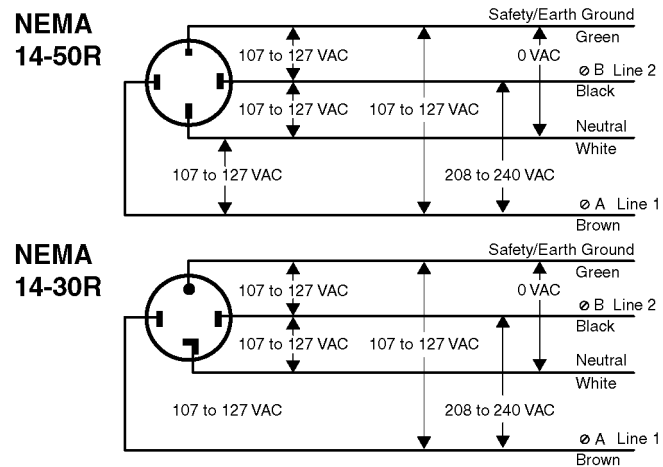 NEMA
14-50R
Safety/Earth Ground
Green
107 to 127 VAC
0 VAC
⌀ B Line 2
Black
107 to 127 VAC
107 to 127 VAC
Neutral
White
107 to 127 VAC
208 to 240 VAC
⌀ A Line 1
Brown
NEMA
14-30R
Safety/Earth Ground
Green
107 to 127 VAC
0 VAC
⌀ B Line 2
Black
107 to 127 VAC
107 to 127 VAC
Neutral
White
107 to 127 VAC
208 to 240 VAC
⌀ A Line 1
Brown